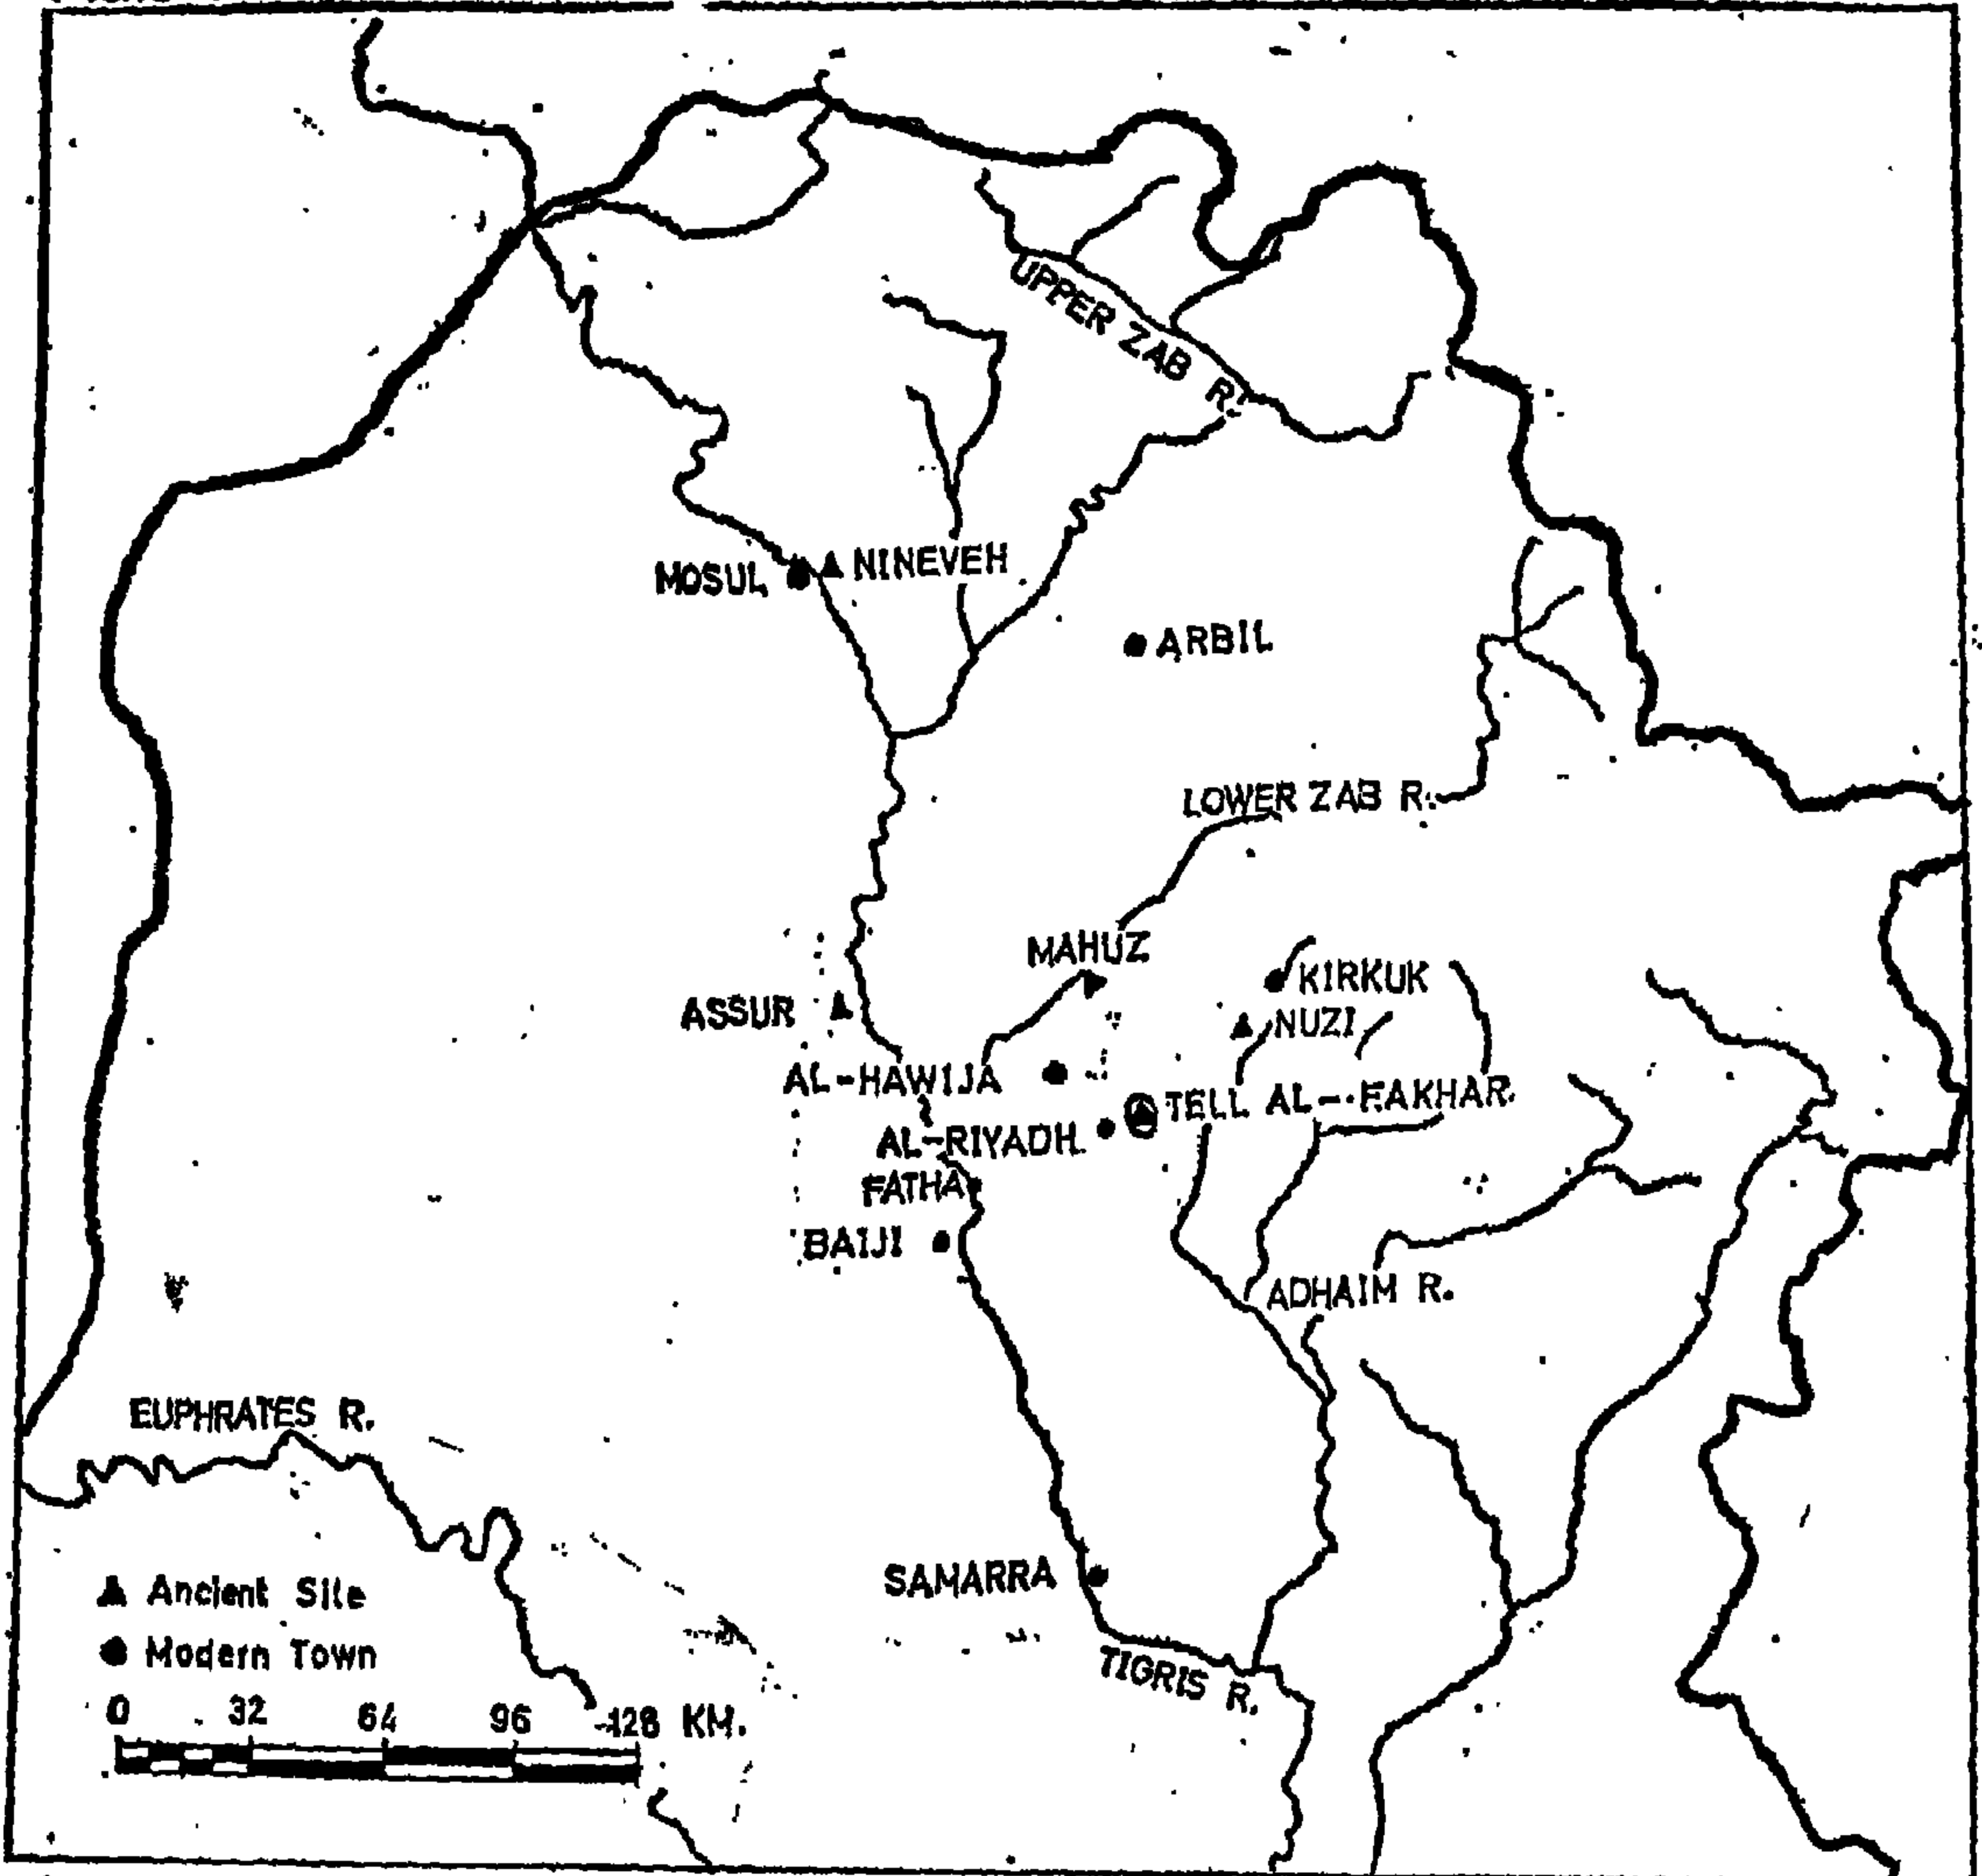 UPPER ZAB R.
MOSUL
NINEVEH
ARBIL
LOWER ZAB R.
MAHUZ
KIRKUK
ASSUR
NUZI
AL-HAWIJA
TELL AL-FAKHAR
AL-RIYADH
FATHA
BAIJI
ADHAIM R.
EUPHRATES R.
SAMARRA
Ancient Site
Modern Town
TIGRIS R.
0 32 64 96 128 KM.